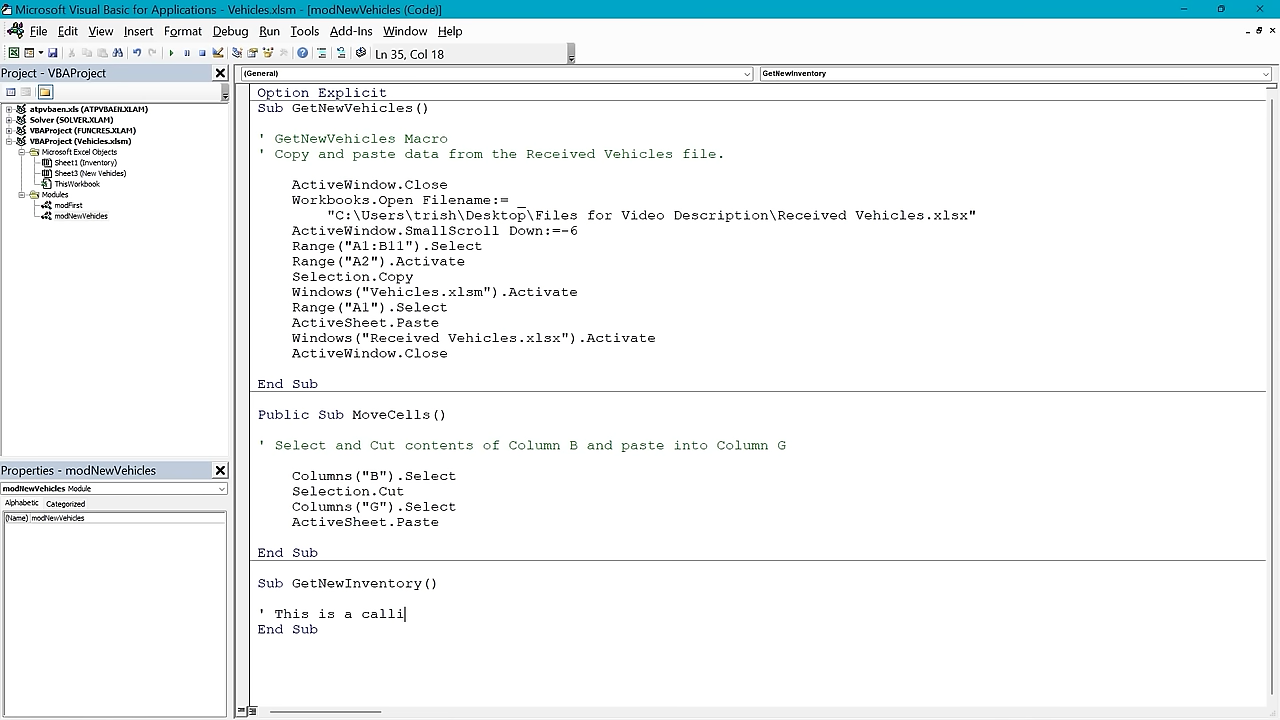 Microsoft Visual Basic for Applications - Vehicles.xlsm - [modNewVehicles (Code)]
File Edit View Insert Format Debug Run Tools Add-Ins Window Help
Ln 35, Col 18
Project - VBAProject
atpvbaen.xls (ATPVBAEN.XLAM)
Solver (SOLVER.XLAM)
VBAProject (FUNCRES.XLAM)
VBAProject (Vehicles.xlsm)
Microsoft Excel Objects
Sheet1 (Inventory)
Sheet3 (New Vehicles)
ThisWorkbook
Modules
modFirst
modNewVehicles
Properties - modNewVehicles
modNewVehicles Module
Alphabetic Categorized
(Name) modNewVehicles
(General) GetNewInventory
Option Explicit
Sub GetNewVehicles()
' GetNewVehicles Macro
' Copy and paste data from the Received Vehicles file.
ActiveWindow.Close
Workbooks.Open Filename:= _
"C:\Users\trish\Desktop\Files for Video Description\Received Vehicles.xlsx"
ActiveWindow.SmallScroll Down:=-6
Range("A1:B11").Select
Range("A2").Activate
Selection.Copy
Windows("Vehicles.xlsm").Activate
Range("A1").Select
ActiveSheet.Paste
Windows("Received Vehicles.xlsx").Activate
ActiveWindow.Close
End Sub
Public Sub MoveCells()
' Select and Cut contents of Column B and paste into Column G
Columns("B").Select
Selection.Cut
Columns("G").Select
ActiveSheet.Paste
End Sub
Sub GetNewInventory()
' This is a calli
End Sub